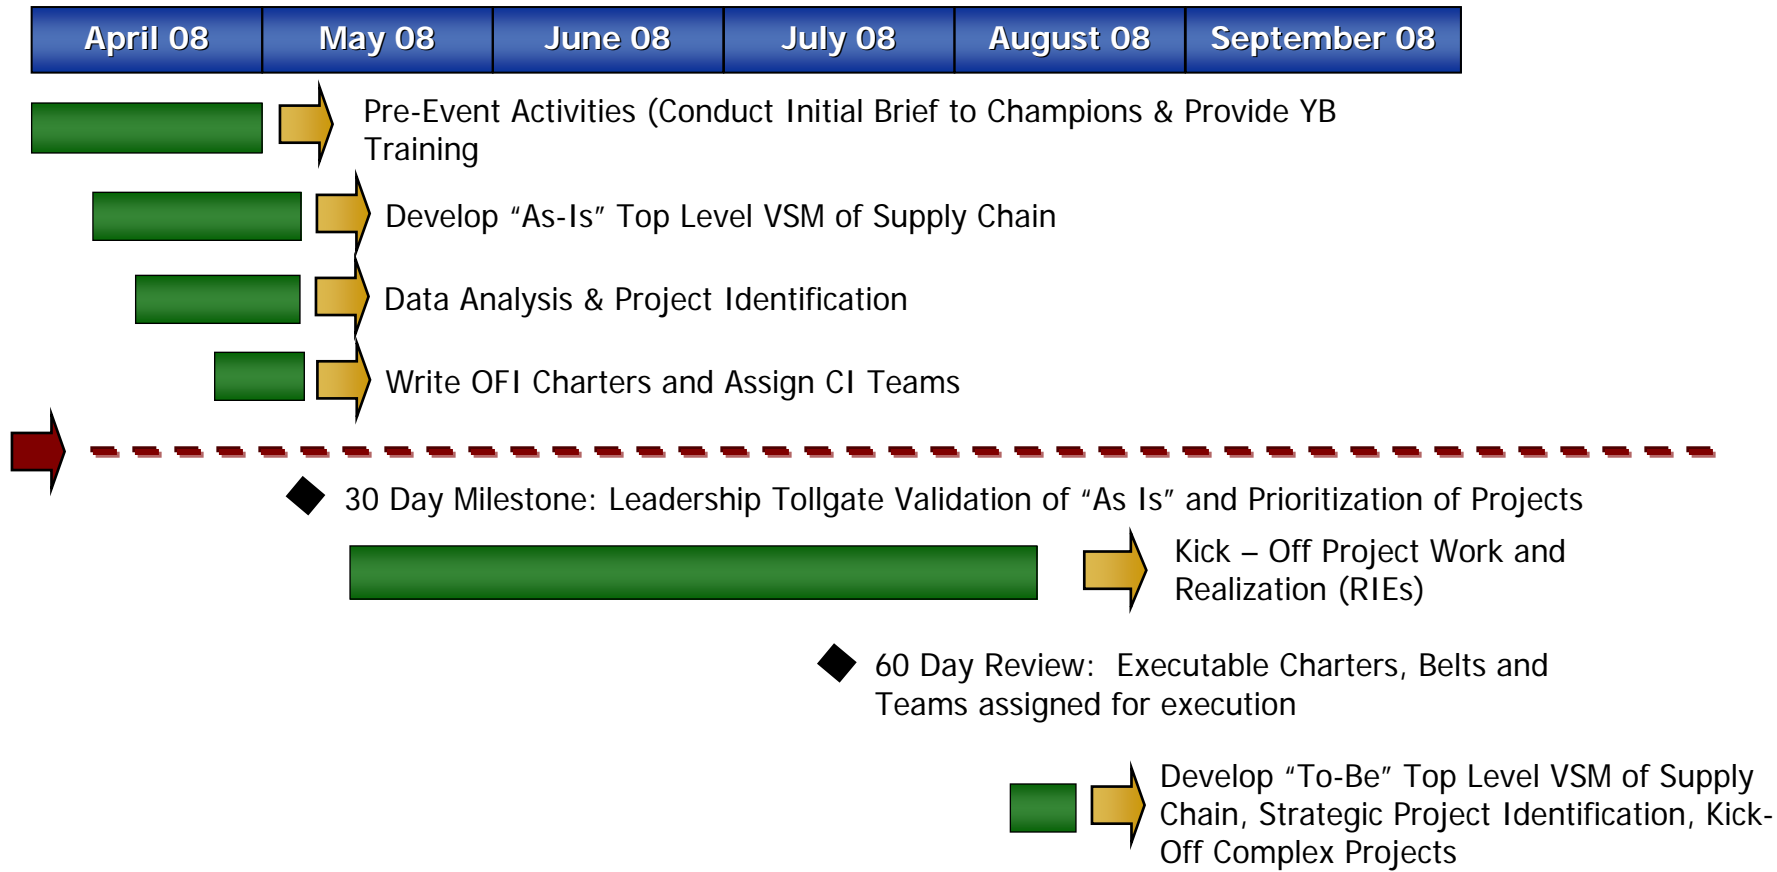 April 08 May 08 June 08 July 08 August 08 September 08
Pre-Event Activities (Conduct Initial Brief to Champions & Provide YB
Training
Develop “As-Is” Top Level VSM of Supply Chain
Data Analysis & Project Identification
Write OFI Charters and Assign CI Teams
30 Day Milestone: Leadership Tollgate Validation of “As Is” and Prioritization of Projects
Kick – Off Project Work and
Realization (RIEs)
60 Day Review: Executable Charters, Belts and
Teams assigned for execution
Develop “To-Be” Top Level VSM of Supply
Chain, Strategic Project Identification, Kick-
Off Complex Projects